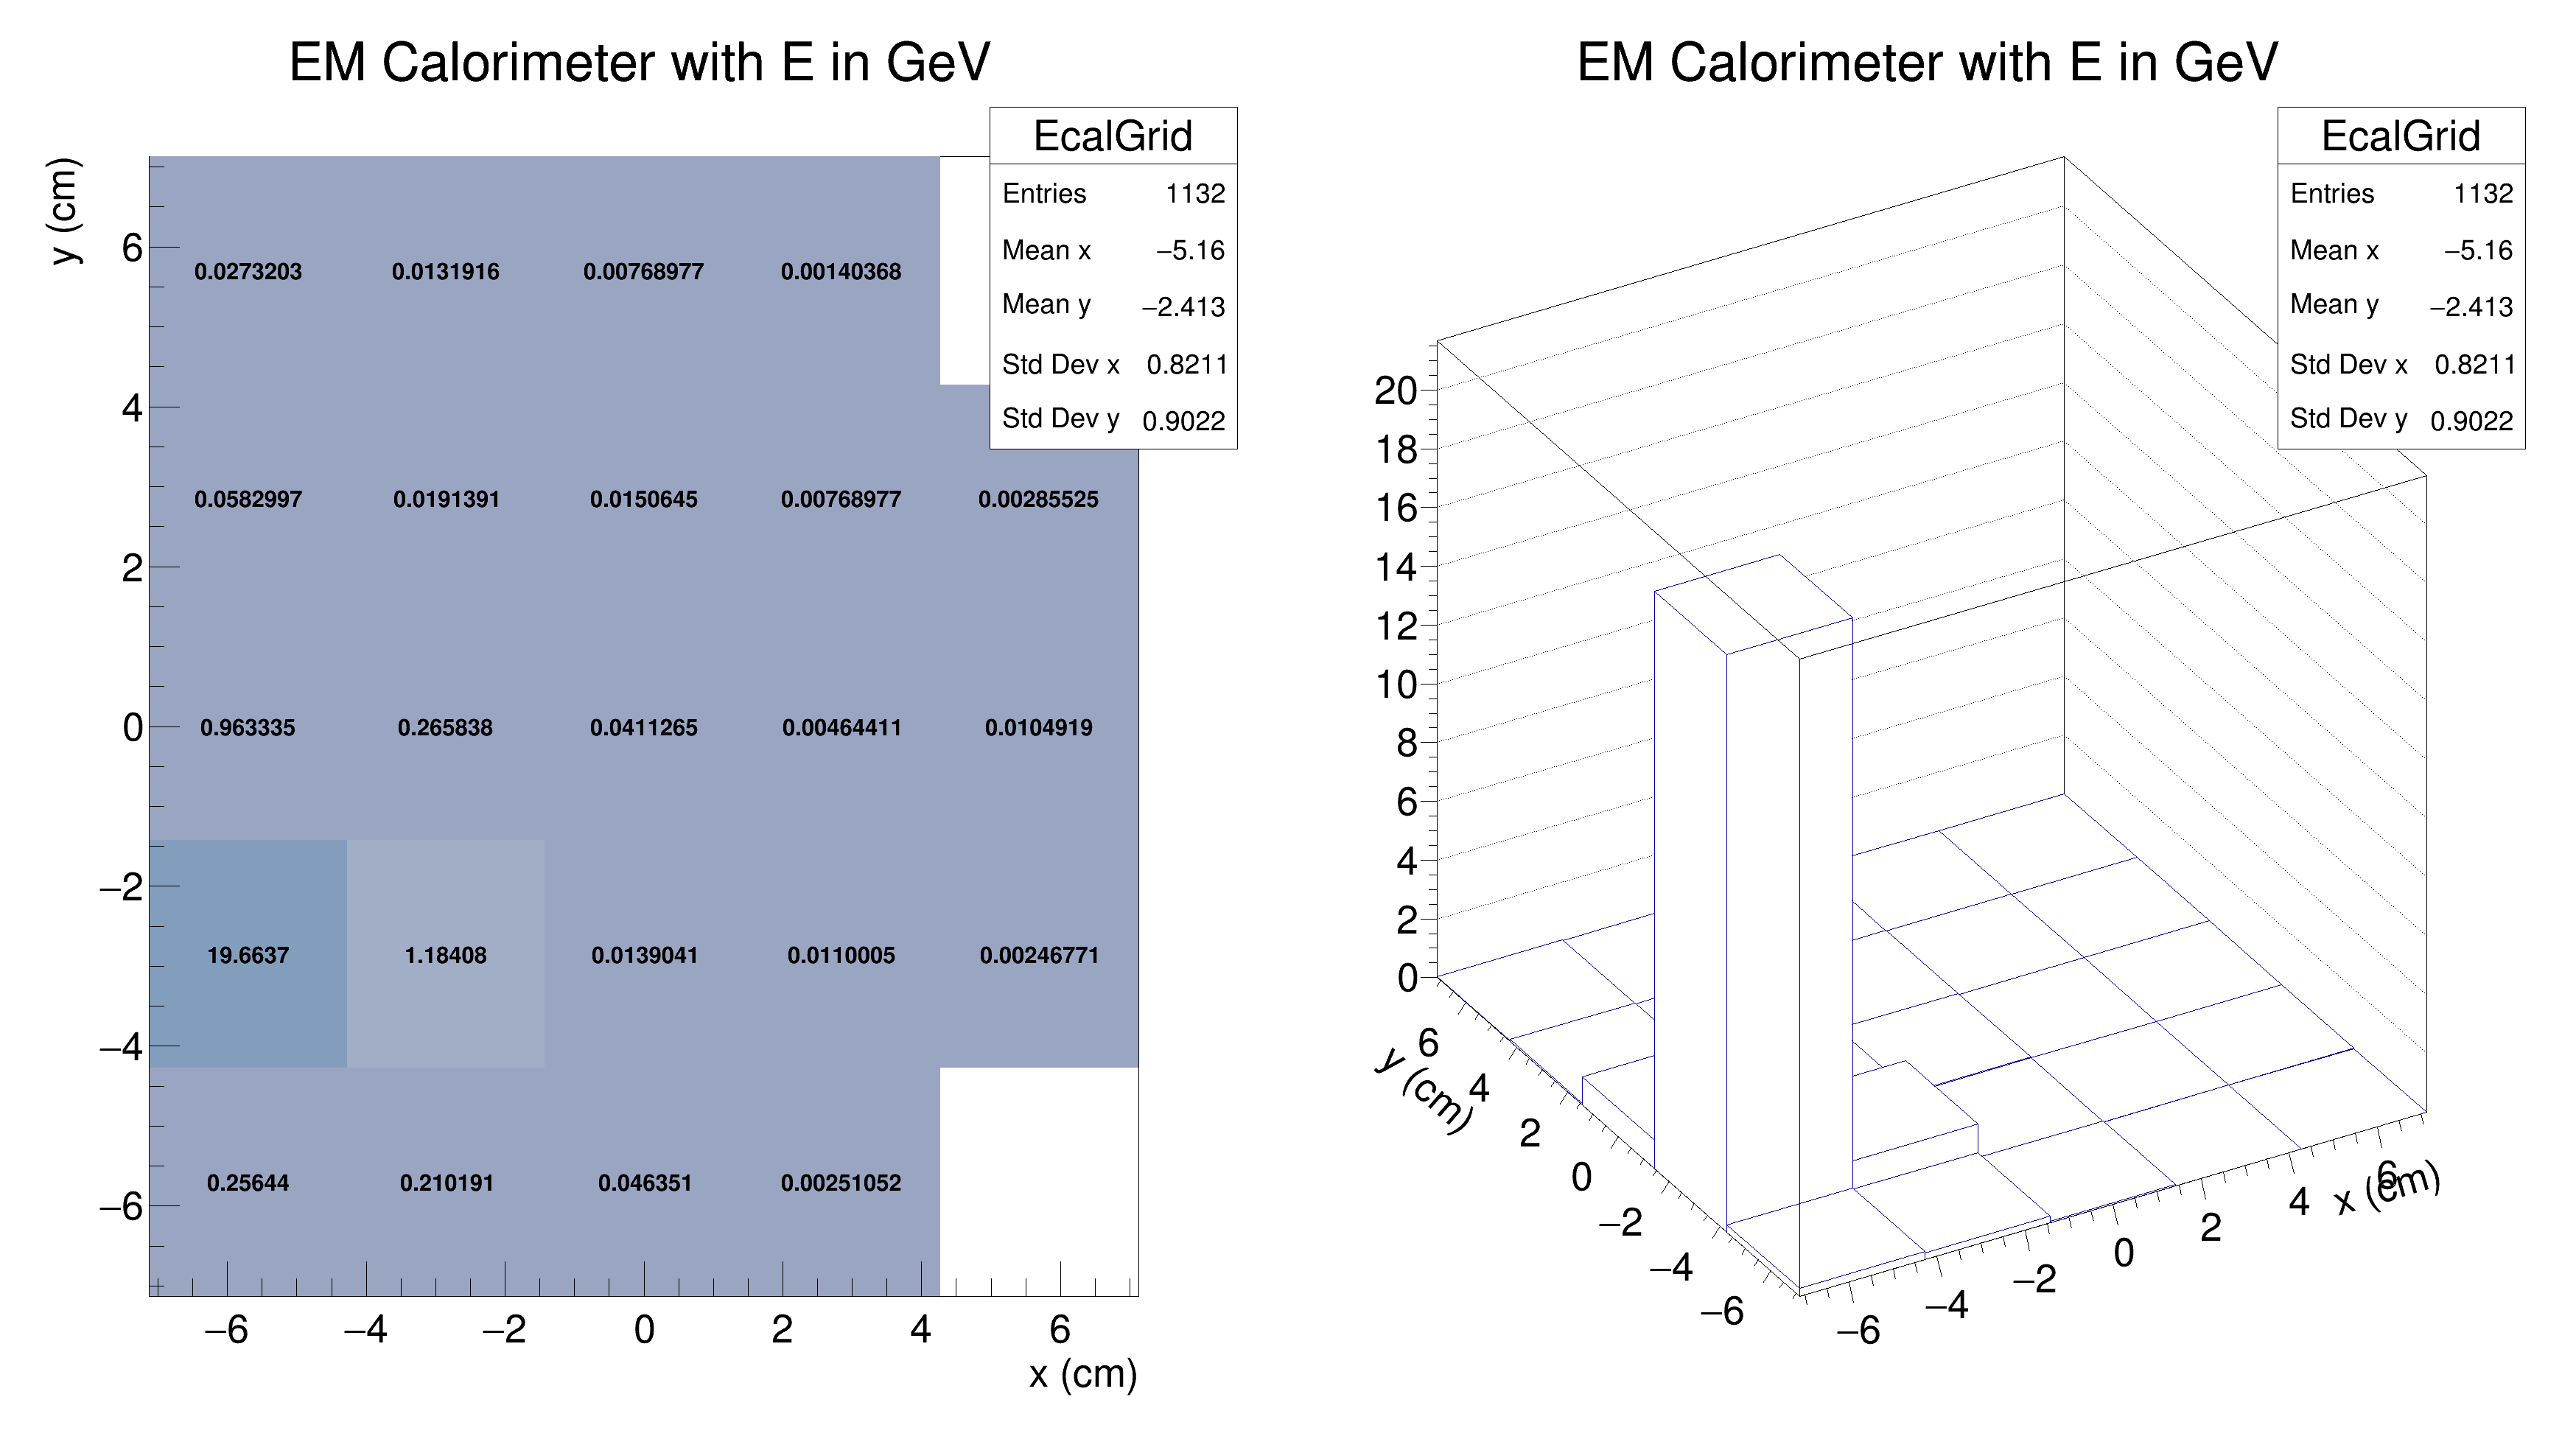 EM Calorimeter with E in GeV
EcalGrid
Entries 1132
Mean x −5.16
Mean y −2.413
Std Dev x 0.8211
Std Dev y 0.9022
y (cm)
6
4
2
0
−2
−4
−6
0.0273203 0.0131916 0.00768977 0.00140368
0.0582997 0.0191391 0.0150645 0.00768977 0.00285525
0.963335 0.265838 0.0411265 0.00464411 0.0104919
19.6637 1.18408 0.0139041 0.0110005 0.00246771
0.25644 0.210191 0.046351 0.00251052
−6 −4 −2 0 2 4 6
x (cm)
EM Calorimeter with E in GeV
EcalGrid
Entries 1132
Mean x −5.16
Mean y −2.413
Std Dev x 0.8211
Std Dev y 0.9022
20
18
16
14
12
10
8
6
4
2
0
y (cm)
6
4
2
0
−2
−4
−6
−6 −4 −2 0 2 4 6
x (cm)